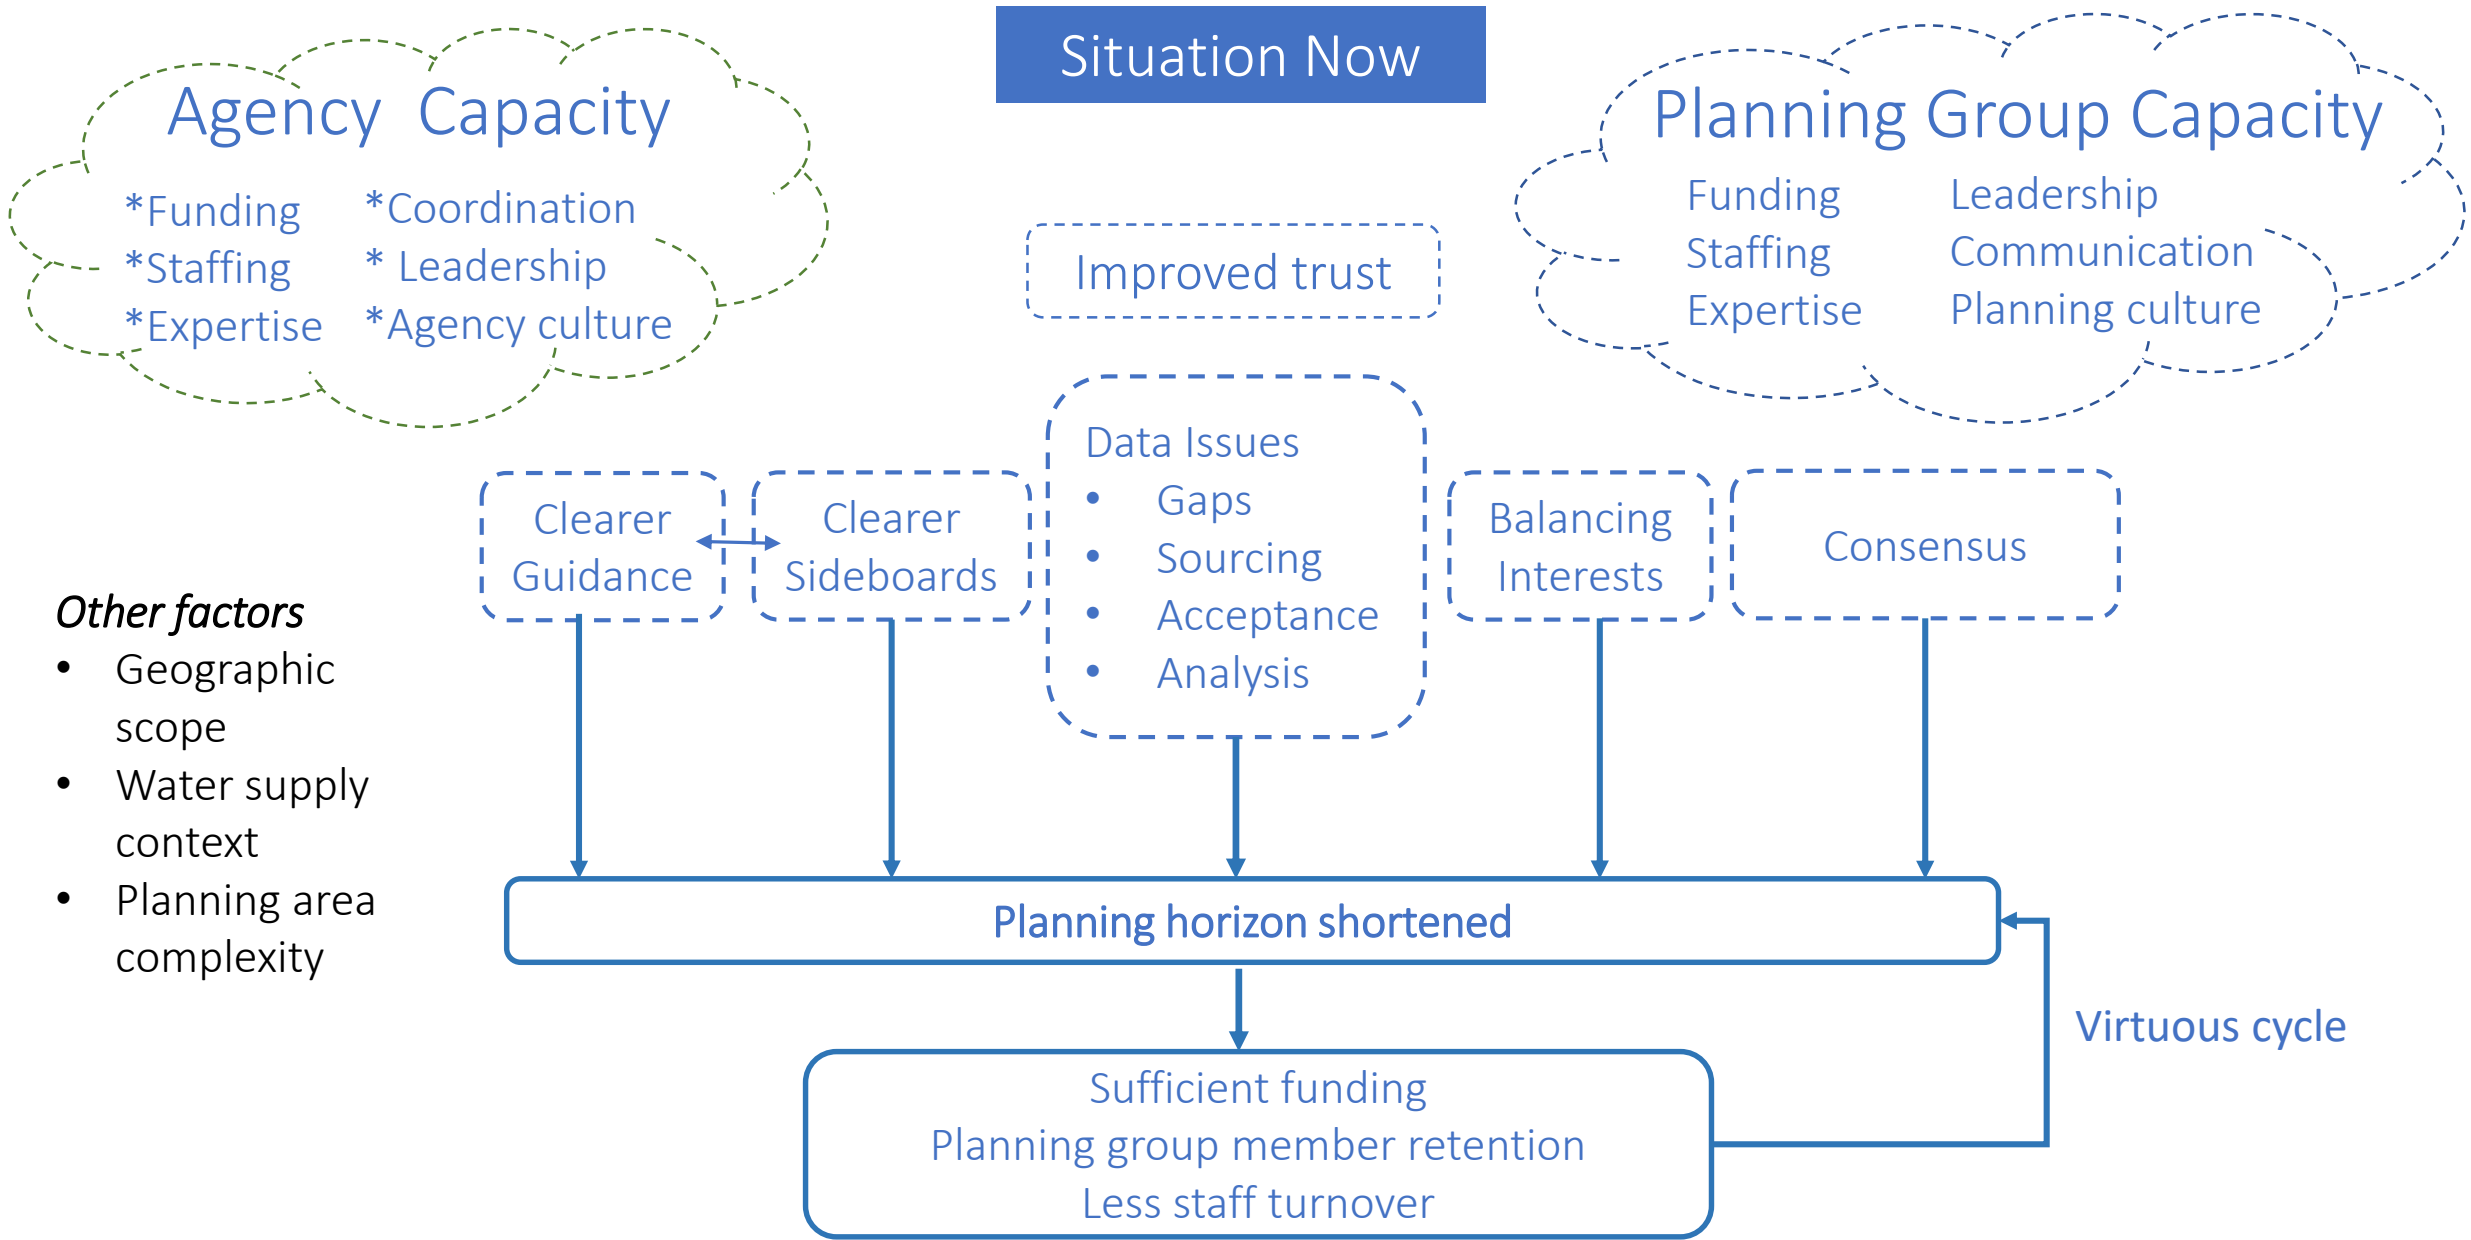 Situation Now
Agency Capacity
*Funding
*Staffing
*Expertise
*Coordination
* Leadership
*Agency culture
Planning Group Capacity
Funding
Staffing
Expertise
Leadership
Communication
Planning culture
Improved trust
Clearer
Guidance
Clearer
Sideboards
Data Issues
• Gaps
• Sourcing
• Acceptance
• Analysis
Balancing
Interests
Consensus
Other factors
• Geographic
scope
• Water supply
context
• Planning area
complexity
Planning horizon shortened
Virtuous cycle
Sufficient funding
Planning group member retention
Less staff turnover